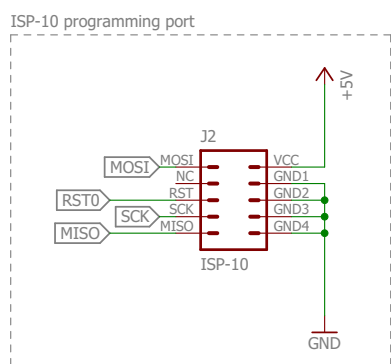 ISP-10 programming port
+5V
J2
MOSI MOSI VCC
NC GND1
RST0 RST GND2
SCK SCK GND3
MISO MISO GND4
ISP-10
GND